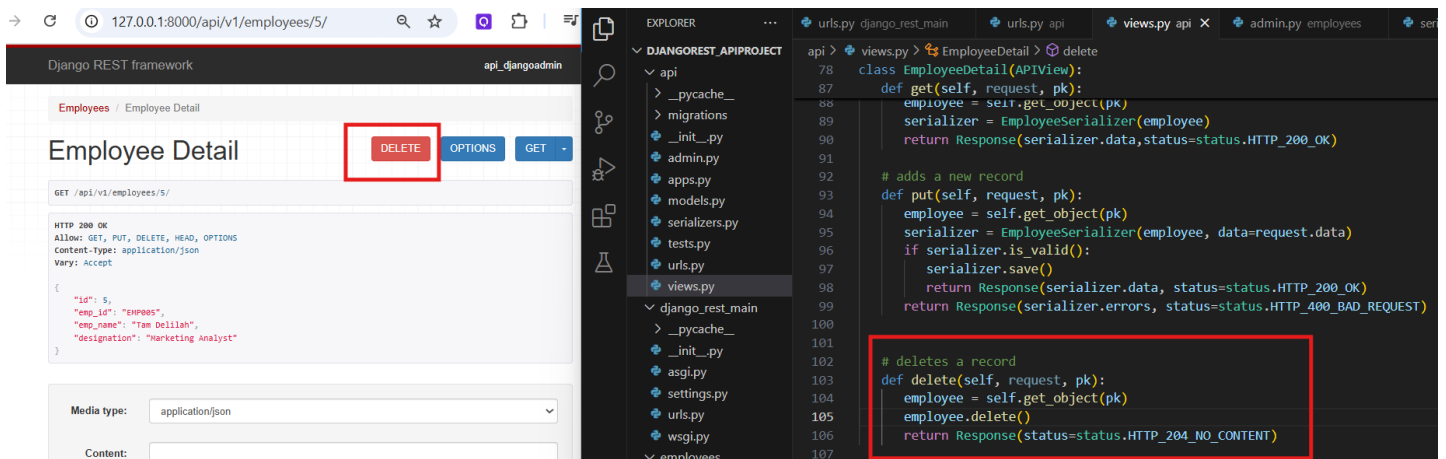 127.0.0.1:8000/api/v1/employees/5/
Django REST framework
api_djangoadmin
Employees / Employee Detail
Employee Detail
DELETE
OPTIONS
GET
GET /api/v1/employees/5/
HTTP 200 OK
Allow: GET, PUT, DELETE, HEAD, OPTIONS
Content-Type: application/json
Vary: Accept
{
"id": 5,
"emp_id": "EMP005",
"emp_name": "Tam Delilah",
"designation": "Marketing Analyst"
}
Media type:
application/json
Content:
EXPLORER
DJANGOREST_APIPROJECT
api
__pycache__
migrations
__init__.py
admin.py
apps.py
models.py
serializers.py
tests.py
urls.py
views.py
django_rest_main
__pycache__
__init__.py
asgi.py
settings.py
urls.py
wsgi.py
employees
urls.py django_rest_main
urls.py api
views.py api
admin.py employees
seri
api > views.py > EmployeeDetail > delete
78 class EmployeeDetail(APIView):
87 def get(self, request, pk):
88 employee = self.get_object(pk)
89 serializer = EmployeeSerializer(employee)
90 return Response(serializer.data,status=status.HTTP_200_OK)
91
92 # adds a new record
93 def put(self, request, pk):
94 employee = self.get_object(pk)
95 serializer = EmployeeSerializer(employee, data=request.data)
96 if serializer.is_valid():
97 serializer.save()
98 return Response(serializer.data, status=status.HTTP_200_OK)
99 return Response(serializer.errors, status=status.HTTP_400_BAD_REQUEST)
100
101
102 # deletes a record
103 def delete(self, request, pk):
104 employee = self.get_object(pk)
105 employee.delete()
106 return Response(status=status.HTTP_204_NO_CONTENT)
107